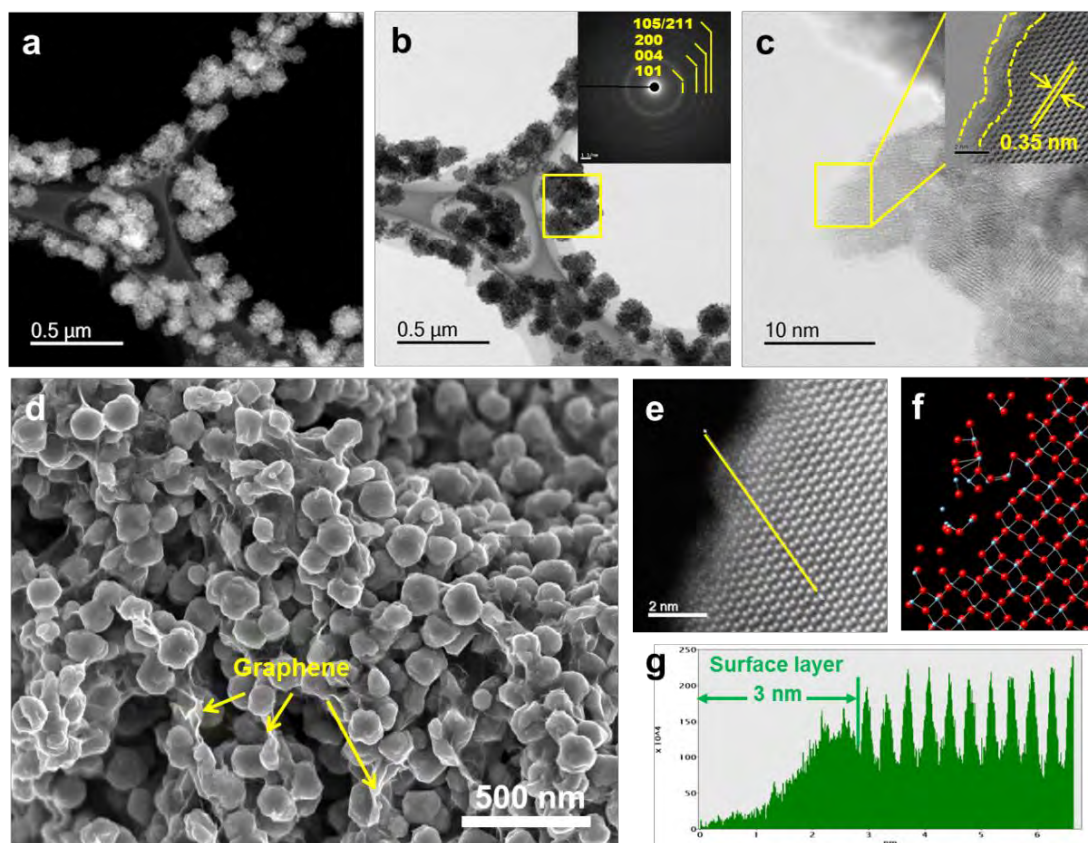 a
0.5 µm
b
105/211
200
004
101
0.5 µm
c
0.35 nm
10 nm
d
Graphene
500 nm
e
2 nm
f
g
Surface layer
3 nm
250
200
150
100
50
0
0 1 2 3 4 5 6